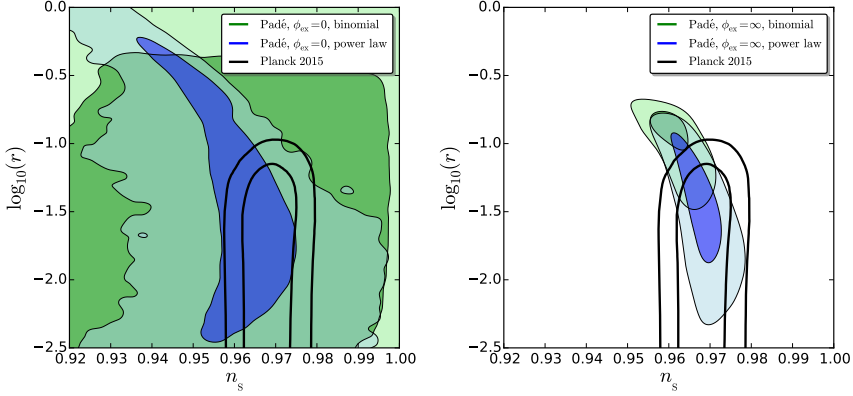 Padé, ϕex=0, binomial
Padé, ϕex=0, power law
Planck 2015
0.0
−0.5
−1.0
−1.5
−2.0
−2.5
log10(r)
0.92 0.93 0.94 0.95 0.96 0.97 0.98 0.99 1.00
ns
Padé, ϕex=∞, binomial
Padé, ϕex=∞, power law
Planck 2015
0.0
−0.5
−1.0
−1.5
−2.0
−2.5
log10(r)
0.92 0.93 0.94 0.95 0.96 0.97 0.98 0.99 1.00
ns